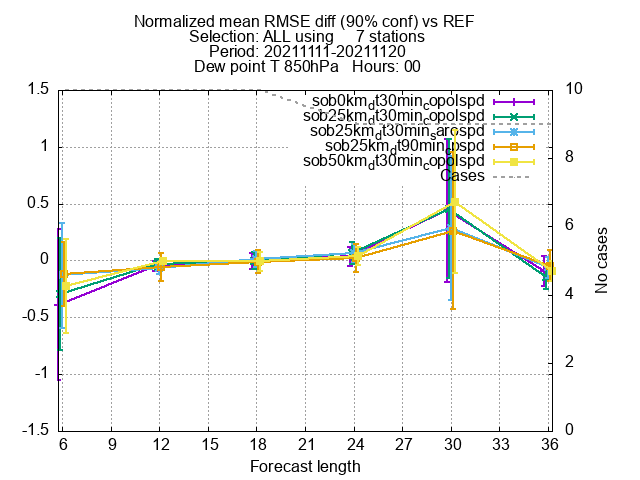 Normalized mean RMSE diff (90% conf) vs REF
Selection: ALL using 7 stations
Period: 20211111-20211120
Dew point T 850hPa Hours: 00
sob0km_dt30min_copolspd
sob25km_dt30min_copolspd
sob25km_dt30min_sarcspd
sob25km_dt90min_ipspd
sob50km_dt30min_copolspd
Cases
1.5
1
0.5
0
-0.5
-1
-1.5
10
8
6
4
2
0
No cases
6 9 12 15 18 21 24 27 30 33 36
Forecast length